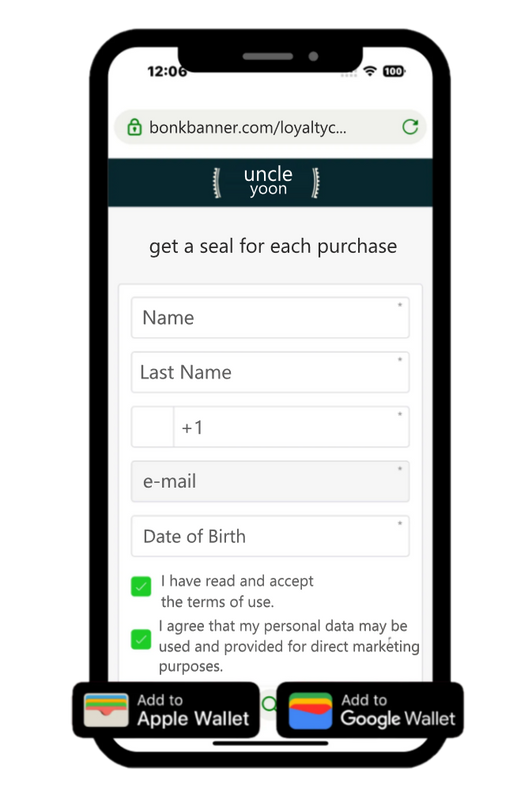 12:06
100
bonkbanner.com/loyaltyc...
uncle
yoon
get a seal for each purchase
Name *
Last Name *
+1 *
e-mail *
Date of Birth *
I have read and accept
the terms of use.
I agree that my personal data may be
used and provided for direct marketing
purposes.
Add to
Apple Wallet
Add to
Google Wallet